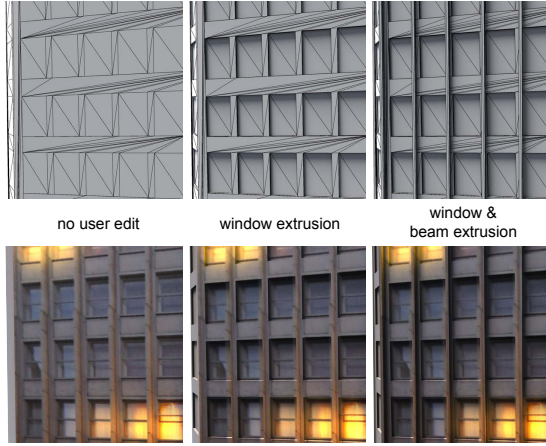 no user edit
window extrusion
window &
beam extrusion